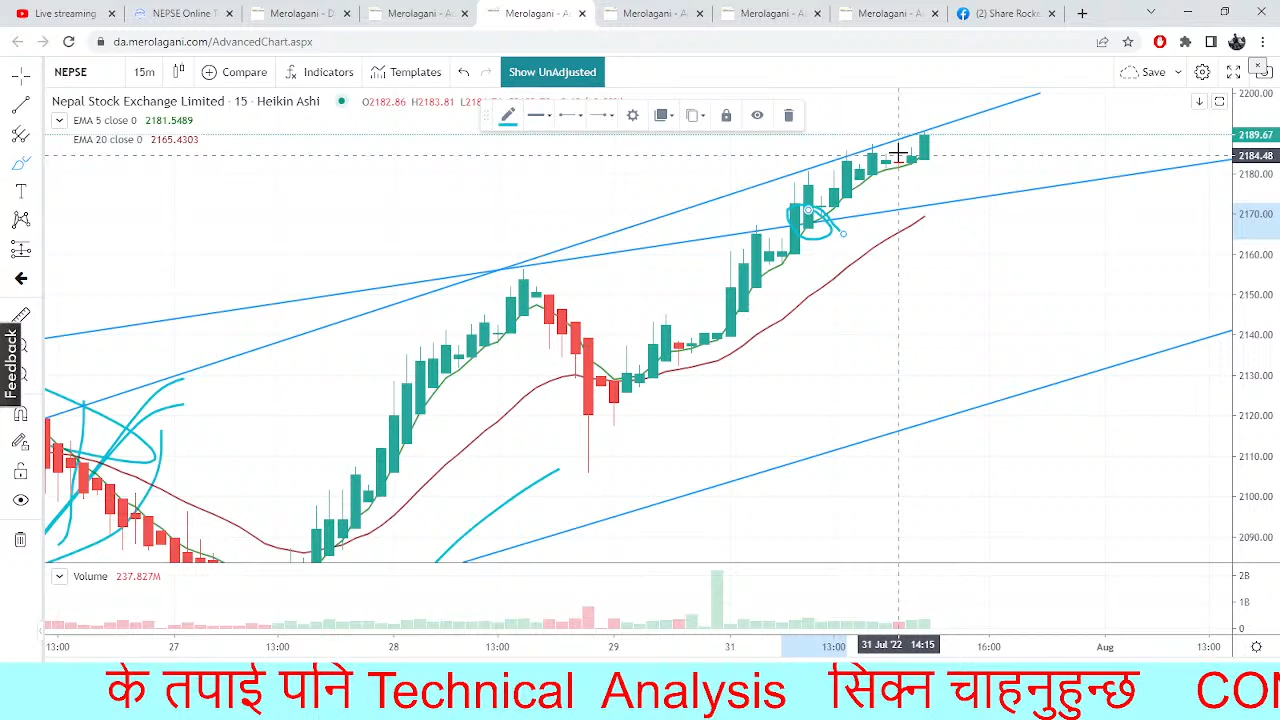 Live streaming
NEPSE Online T
Merolagani - D
Merolagani - A
Merolagani - A
Merolagani - A
Merolagani - A
Merolagani - A
(2) Share Rock
da.merolagani.com/AdvancedChart.aspx
NEPSE 15m Compare Indicators Templates Show UnAdjusted Save
Nepal Stock Exchange Limited · 15 · Heikin Ashi O2182.86 H2183.81
EMA 5 close 0 2181.5489
EMA 20 close 0 2165.4303
2200.00
2189.67
2184.48
2180.00
2170.00
2160.00
2150.00
2140.00
2130.00
2120.00
2110.00
2100.00
2090.00
Feedback
Volume 237.827M
2B
1B
0
13:00 27 13:00 28 13:00 29 31 13:00 31 Jul '22 14:15 16:00 Aug 13:00
के तपाई पनि Technical Analysis सिक्न चाहनुहुन्छ